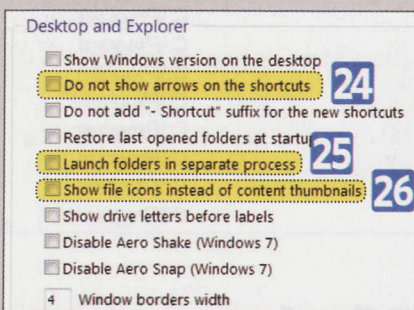 Desktop and Explorer
Show Windows version on the desktop
Do not show arrows on the shortcuts 24
Do not add "- Shortcut" suffix for the new shortcuts
Restore last opened folders at startup
Launch folders in separate process 25
Show file icons instead of content thumbnails 26
Show drive letters before labels
Disable Aero Shake (Windows 7)
Disable Aero Snap (Windows 7)
4 Window borders width